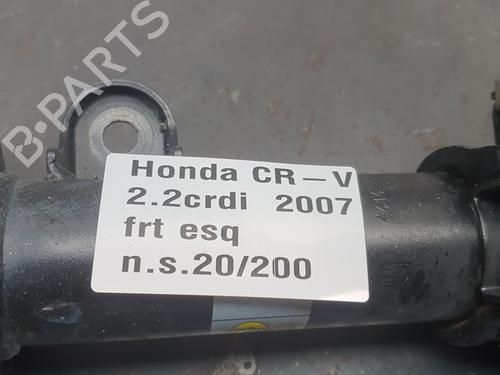 B-PARTS
Honda CR-V
2.2crdi 2007
frt esq
n.s.20/200